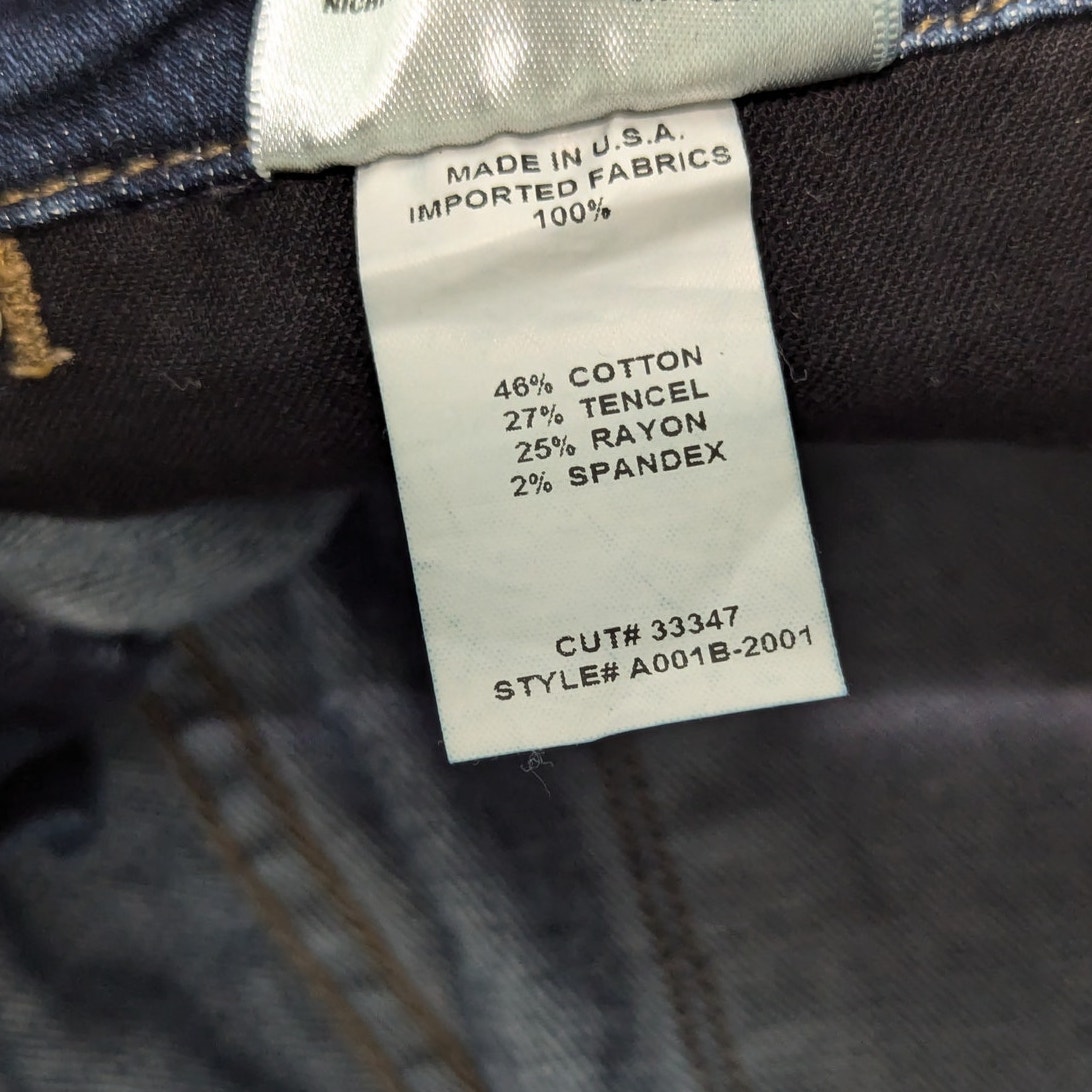 MADE IN U.S.A.
IMPORTED FABRICS
100%
46% COTTON
27% TENCEL
25% RAYON
2% SPANDEX
CUT# 33347
STYLE# A001B-2001